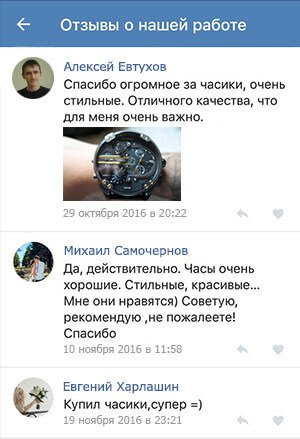 Отзывы о нашей работе
Алексей Евтухов
Спасибо огромное за часики, очень
стильные. Отличного качества, что
для меня очень важно.
29 октября 2016 в 20:22
Михаил Самочернов
Да, действительно. Часы очень
хорошие. Стильные, красивые...
Мне они нравятся) Советую,
рекомендую ,не пожалеете!
Спасибо
10 ноября 2016 в 11:58
Евгений Харлашин
Купил часики,супер =)
19 ноября 2016 в 23:21